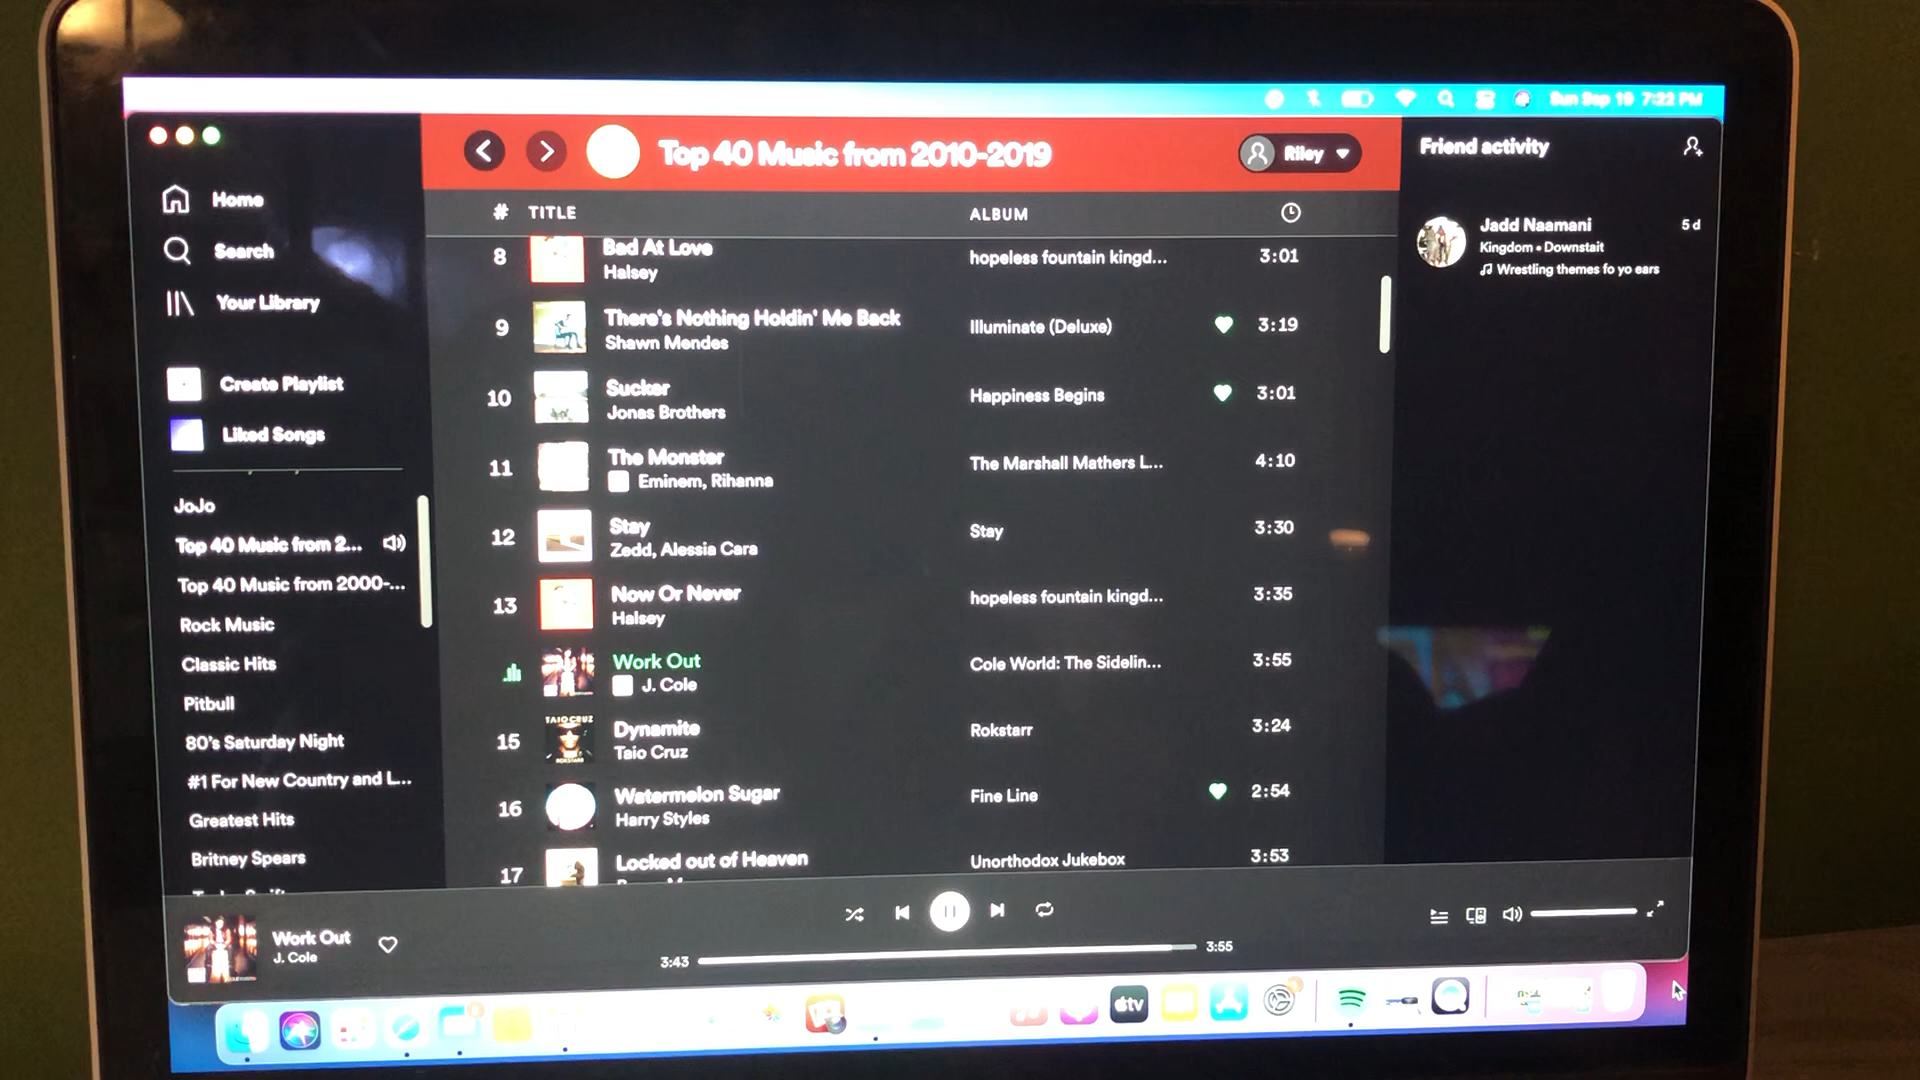 Sun Sep 19 7:22 PM
Top 40 Music from 2010-2019
Riley
Friend activity
Home
Search
Your Library
Create Playlist
Liked Songs
JoJo
Top 40 Music from 2...
Top 40 Music from 2000-...
Rock Music
Classic Hits
Pitbull
80's Saturday Night
#1 For New Country and L...
Greatest Hits
Britney Spears
# TITLE ALBUM
8 Bad At Love hopeless fountain kingd... 3:01
Halsey
9 There's Nothing Holdin' Me Back Illuminate (Deluxe) 3:19
Shawn Mendes
10 Sucker Happiness Begins 3:01
Jonas Brothers
11 The Monster The Marshall Mathers L... 4:10
Eminem, Rihanna
12 Stay Stay 3:30
Zedd, Alessia Cara
13 Now Or Never hopeless fountain kingd... 3:35
Halsey
Work Out Cole World: The Sidelin... 3:55
J. Cole
TAIO CRUZ
ROKSTARR
15 Dynamite Rokstarr 3:24
Taio Cruz
16 Watermelon Sugar Fine Line 2:54
Harry Styles
17 Locked out of Heaven Unorthodox Jukebox 3:53
Jadd Naamani 5 d
Kingdom • Downstait
Wrestling themes fo yo ears
Work Out
J. Cole
3:43
3:55
tv